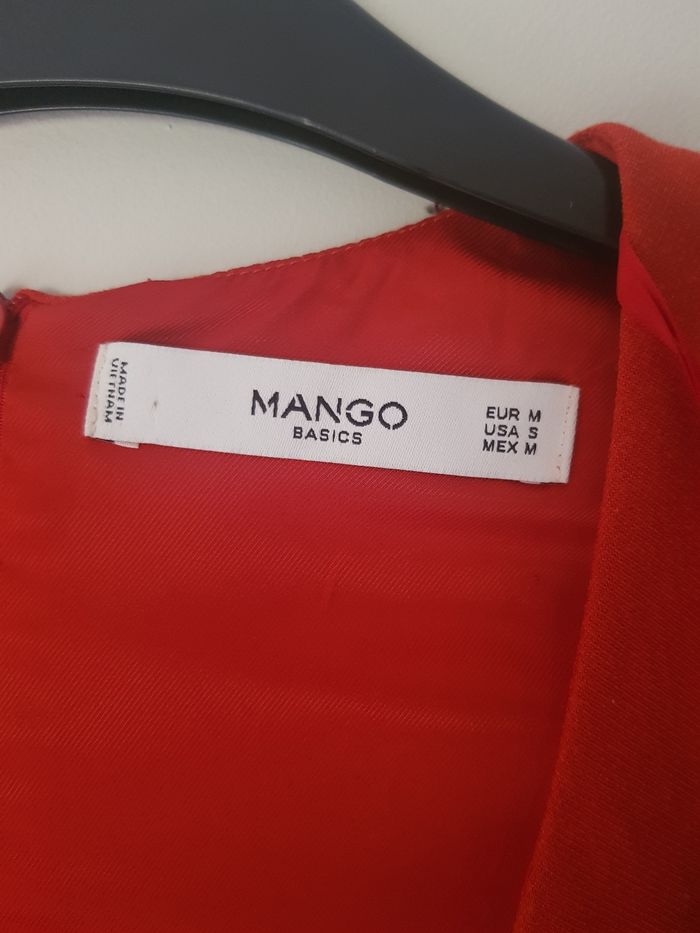 MADE IN
VIETNAM
MANGO
BASICS
EUR M
USA S
MEX M